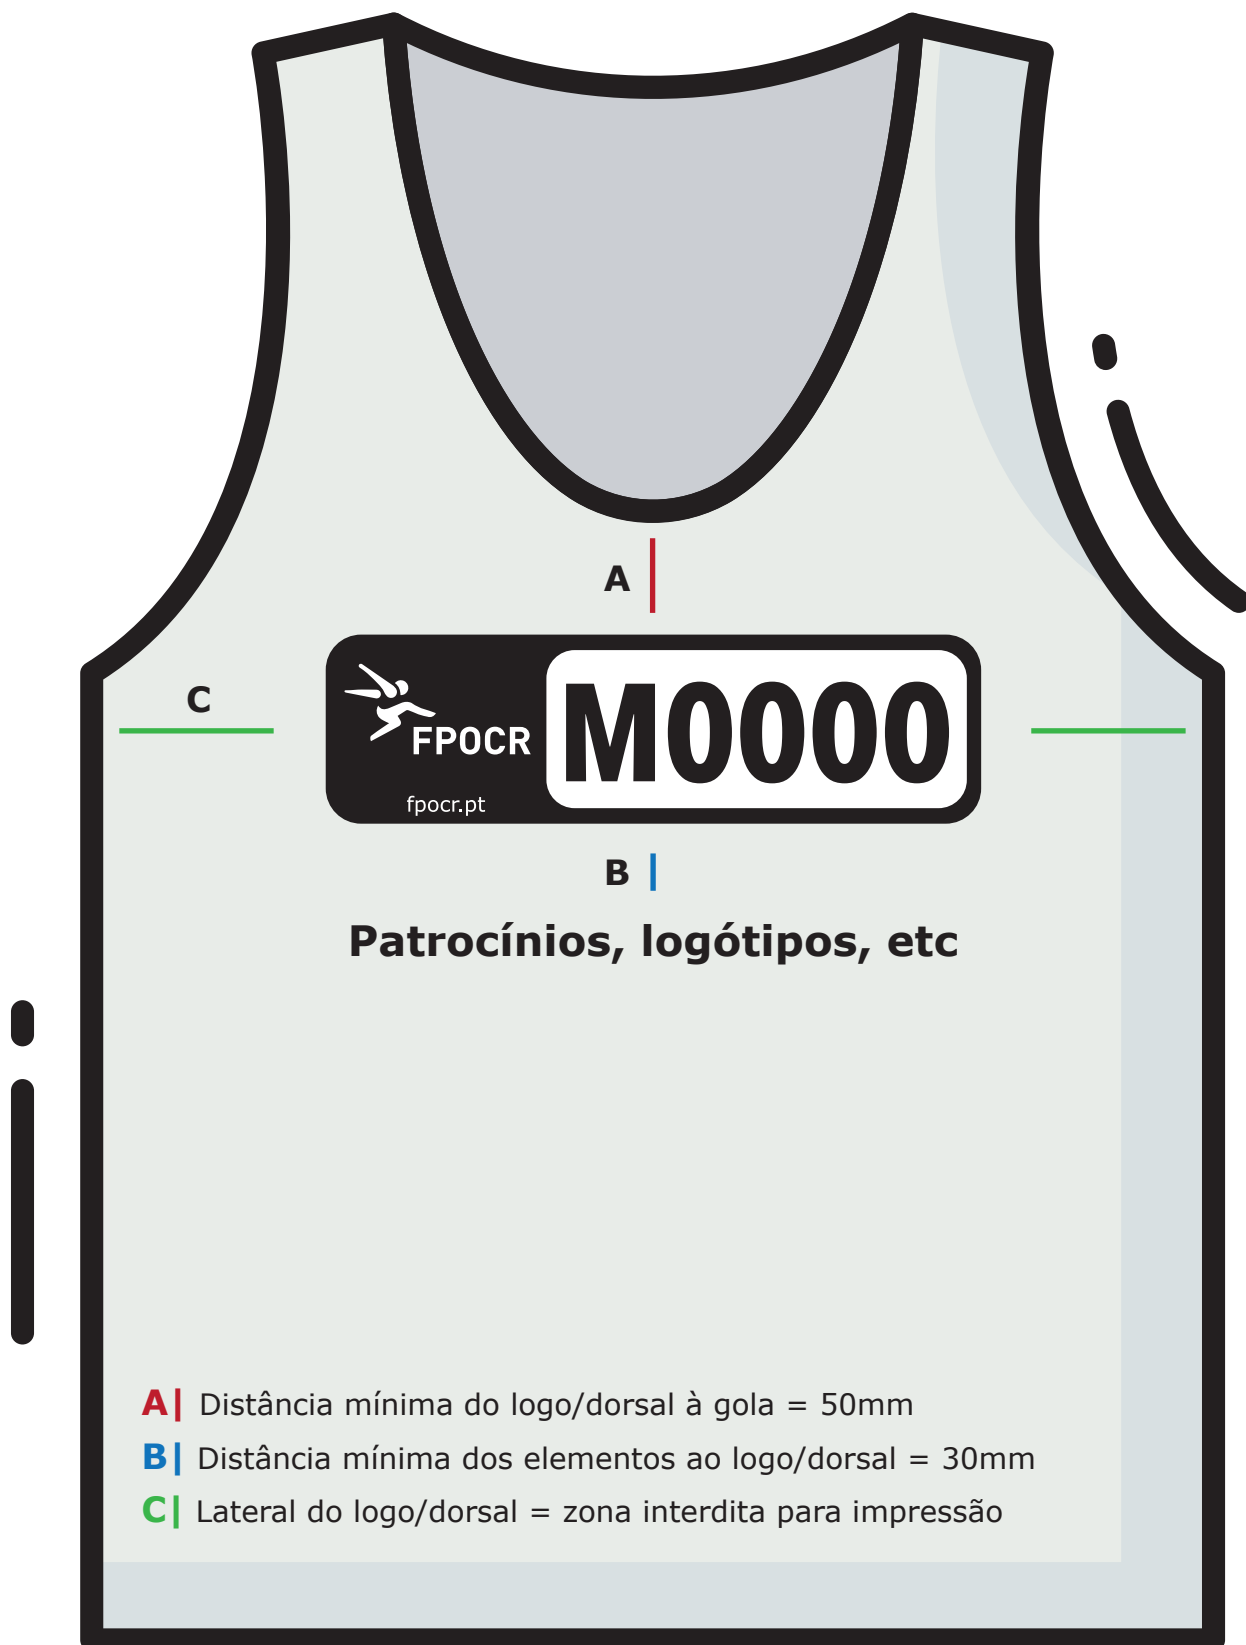 A
C
FPOCR
M0000
fpocr.pt
B
Patrocínios, logótipos, etc
A| Distância mínima do logo/dorsal à gola = 50mm
B| Distância mínima dos elementos ao logo/dorsal = 30mm
C| Lateral do logo/dorsal = zona interdita para impressão